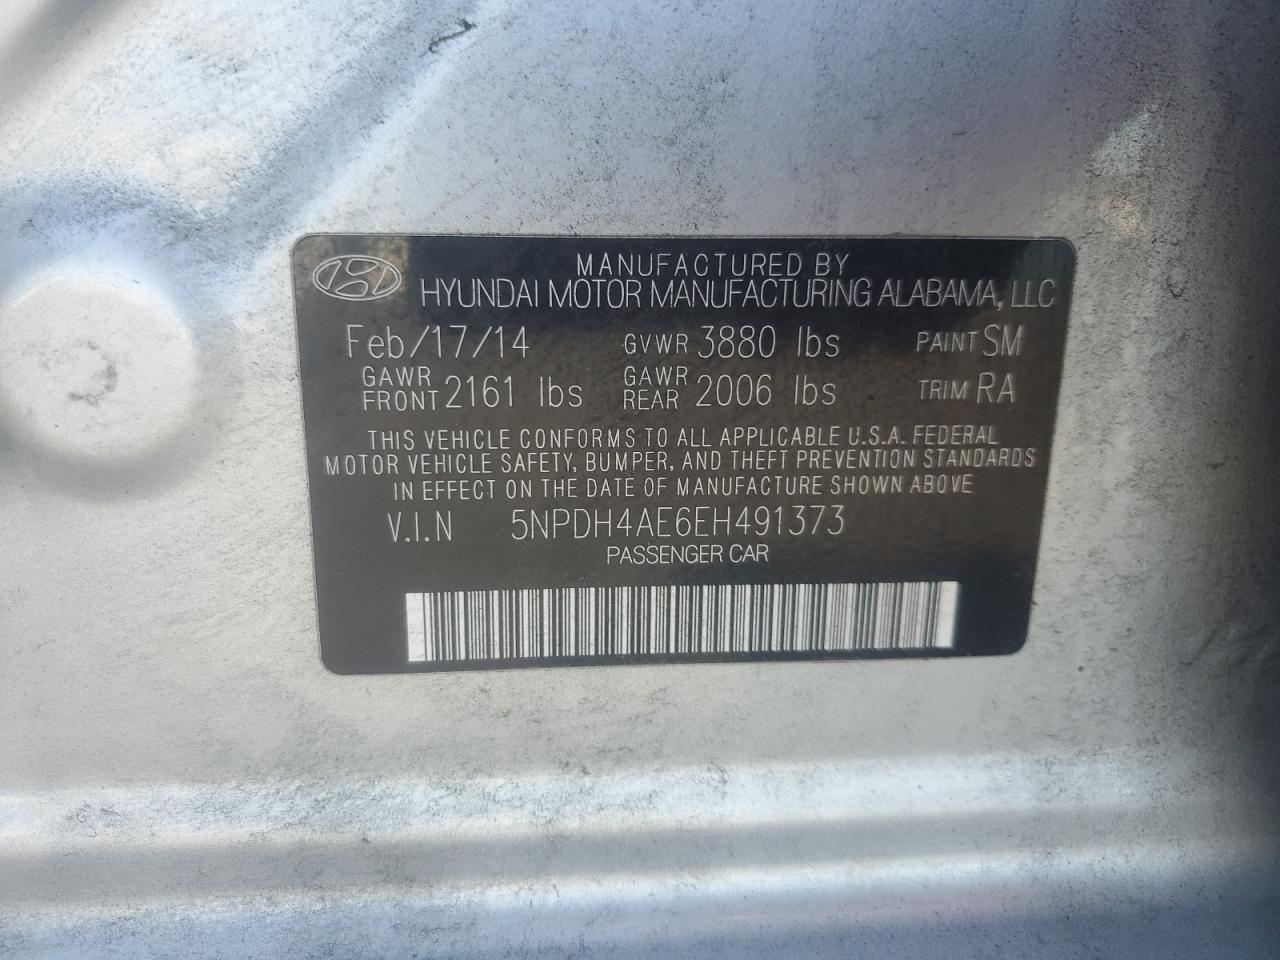 MANUFACTURED BY
HYUNDAI MOTOR MANUFACTURING ALABAMA, LLC
Feb/17/14 GVWR 3880 lbs PAINT SM
GAWR FRONT 2161 lbs GAWR REAR 2006 lbs TRIM RA
THIS VEHICLE CONFORMS TO ALL APPLICABLE U.S.A. FEDERAL
MOTOR VEHICLE SAFETY, BUMPER, AND THEFT PREVENTION STANDARDS
IN EFFECT ON THE DATE OF MANUFACTURE SHOWN ABOVE
V.I.N 5NPDH4AE6EH491373
PASSENGER CAR